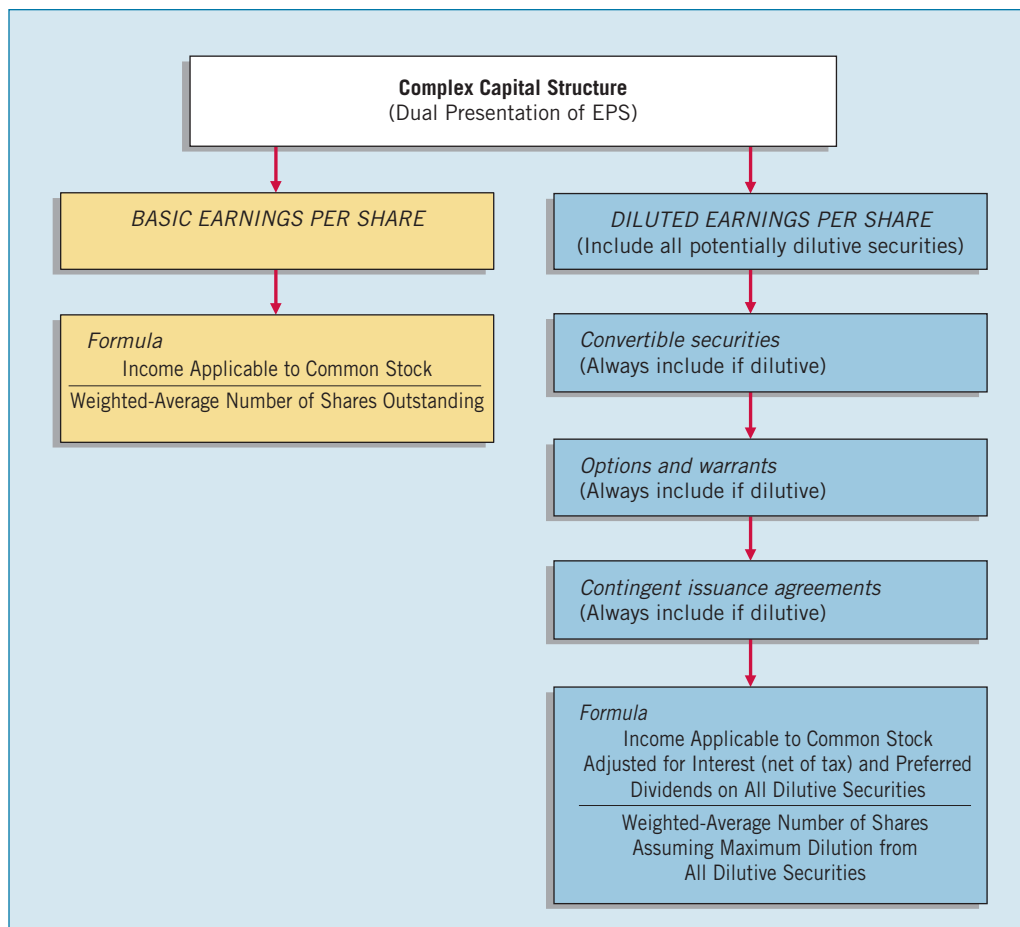 Complex Capital Structure
(Dual Presentation of EPS)
BASIC EARNINGS PER SHARE
Formula
Income Applicable to Common Stock
Weighted-Average Number of Shares Outstanding
DILUTED EARNINGS PER SHARE
(Include all potentially dilutive securities)
Convertible securities
(Always include if dilutive)
Options and warrants
(Always include if dilutive)
Contingent issuance agreements
(Always include if dilutive)
Formula
Income Applicable to Common Stock
Adjusted for Interest (net of tax) and Preferred
Dividends on All Dilutive Securities
Weighted-Average Number of Shares
Assuming Maximum Dilution from
All Dilutive Securities